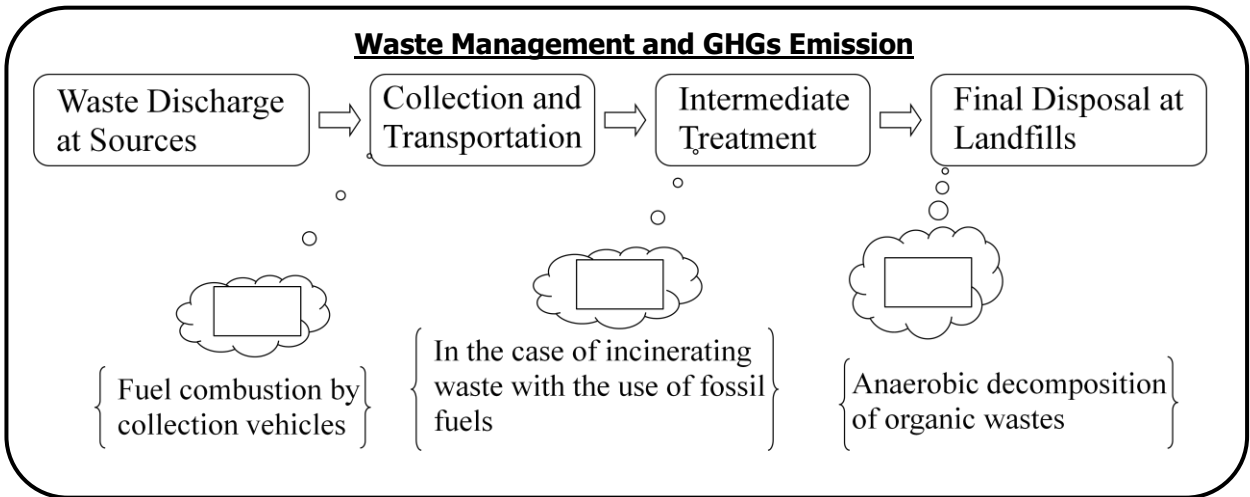 Waste Management and GHGs Emission
Waste Discharge
at Sources
Collection and
Transportation
Intermediate
Treatment
Final Disposal at
Landfills
Fuel combustion by
collection vehicles
In the case of incinerating
waste with the use of fossil
fuels
Anaerobic decomposition
of organic wastes